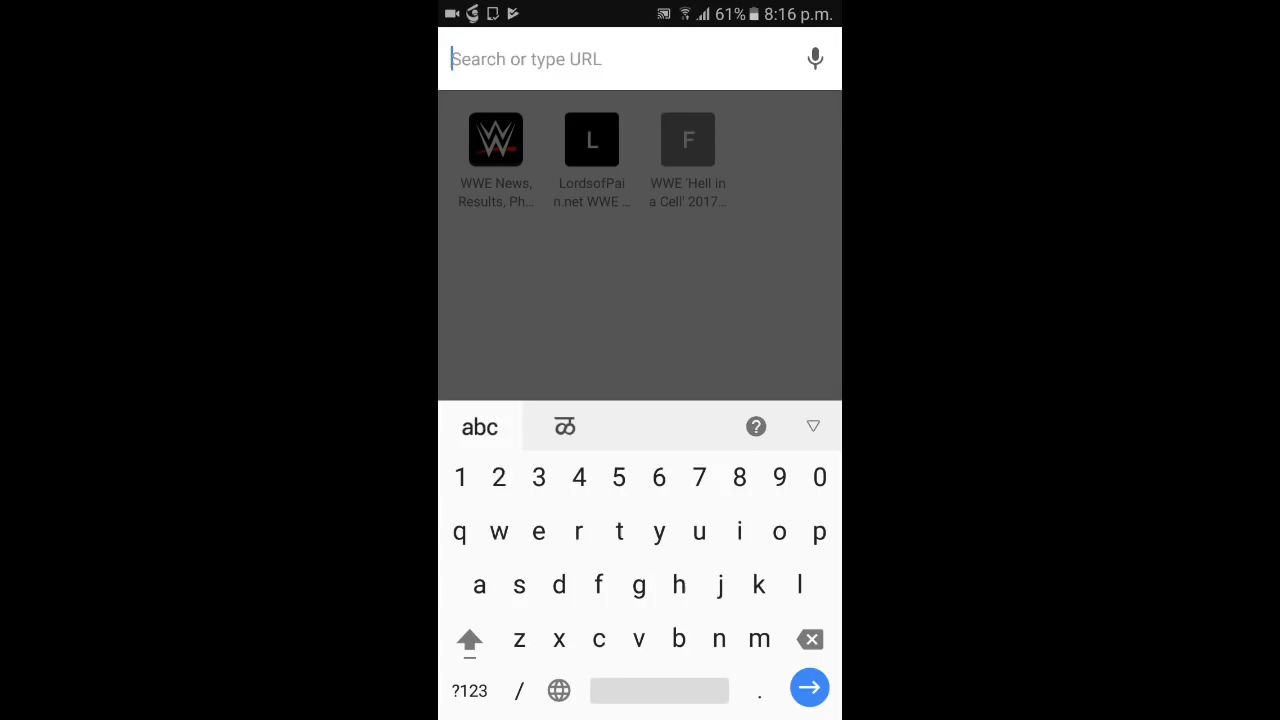 61% 8:16 p.m.
Search or type URL
W L F
WWE News, LordsofPai WWE 'Hell in
Results, Ph... n.net WWE ... a Cell' 2017...
abc ळ ?
1 2 3 4 5 6 7 8 9 0
q w e r t y u i o p
a s d f g h j k l
z x c v b n m
?123 / .